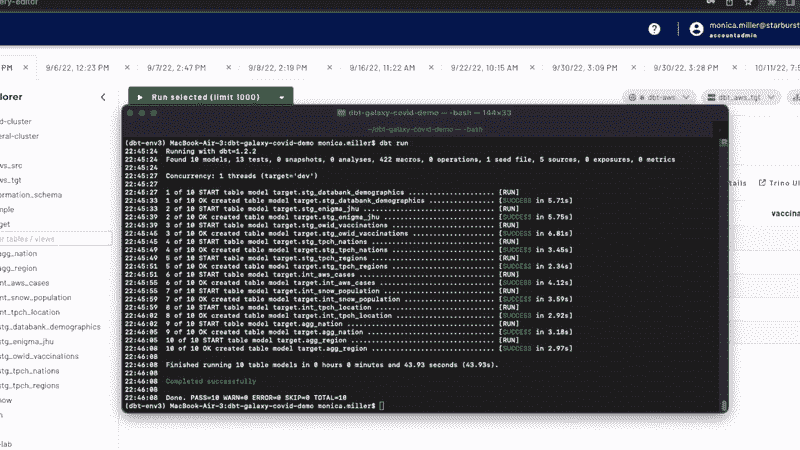 ery-editor
monica.miller@starburst
accountadmin
PM
9/6/22, 12:23 PM
9/7/22, 2:47 PM
9/8/22, 2:19 PM
9/16/22, 11:22 AM
9/22/22, 10:15 AM
9/30/22, 3:09 PM
9/30/22, 3:28 PM
10/11/22, 7:5
lorer
Run selected (limit 1000)
dbt-aws
dbt_aws_tgt
d-cluster
eral-cluster
ws_src
ws_tgt
ormation_schema
mple
get
or tables / views
agg_nation
agg_region
nt_aws_cases
nt_snow_population
nt_tpch_location
stg_databank_demographics
stg_enigma_jhu
stg_owid_vaccinations
stg_tpch_nations
stg_tpch_regions
now
n
-lab
tails
Trino UI
vaccina
dbt-galaxy-covid-demo — -bash — 144×33
~/dbt-galaxy-covid-demo — -bash
(dbt-env3) MacBook-Air-3:dbt-galaxy-covid-demo monica.miller$ dbt run
22:45:24 Running with dbt=1.2.2
22:45:24 Found 10 models, 13 tests, 0 snapshots, 0 analyses, 422 macros, 0 operations, 1 seed file, 5 sources, 0 exposures, 0 metrics
22:45:24
22:45:27 Concurrency: 1 threads (target='dev')
22:45:27
22:45:27 1 of 10 START table model target.stg_databank_demographics ..................... [RUN]
22:45:33 1 of 10 OK created table model target.stg_databank_demographics ................ [SUCCESS in 5.71s]
22:45:33 2 of 10 START table model target.stg_enigma_jhu ................................ [RUN]
22:45:39 2 of 10 OK created table model target.stg_enigma_jhu ........................... [SUCCESS in 5.75s]
22:45:39 3 of 10 START table model target.stg_owid_vaccinations ......................... [RUN]
22:45:45 3 of 10 OK created table model target.stg_owid_vaccinations .................... [SUCCESS in 6.81s]
22:45:45 4 of 10 START table model target.stg_tpch_nations .............................. [RUN]
22:45:49 4 of 10 OK created table model target.stg_tpch_nations ......................... [SUCCESS in 3.45s]
22:45:49 5 of 10 START table model target.stg_tpch_regions .............................. [RUN]
22:45:51 5 of 10 OK created table model target.stg_tpch_regions ......................... [SUCCESS in 2.34s]
22:45:51 6 of 10 START table model target.int_aws_cases ................................. [RUN]
22:45:55 6 of 10 OK created table model target.int_aws_cases ............................ [SUCCESS in 4.12s]
22:45:55 7 of 10 START table model target.int_snow_population ........................... [RUN]
22:45:59 7 of 10 OK created table model target.int_snow_population ...................... [SUCCESS in 3.59s]
22:45:59 8 of 10 START table model target.int_tpch_location ............................. [RUN]
22:46:02 8 of 10 OK created table model target.int_tpch_location ........................ [SUCCESS in 2.92s]
22:46:02 9 of 10 START table model target.agg_nation .................................... [RUN]
22:46:05 9 of 10 OK created table model target.agg_nation ............................... [SUCCESS in 3.18s]
22:46:05 10 of 10 START table model target.agg_region ................................... [RUN]
22:46:08 10 of 10 OK created table model target.agg_region .............................. [SUCCESS in 2.97s]
22:46:08
22:46:08 Finished running 10 table models in 0 hours 0 minutes and 43.93 seconds (43.93s).
22:46:08
22:46:08 Completed successfully
22:46:08
22:46:08 Done. PASS=10 WARN=0 ERROR=0 SKIP=0 TOTAL=10
(dbt-env3) MacBook-Air-3:dbt-galaxy-covid-demo monica.miller$